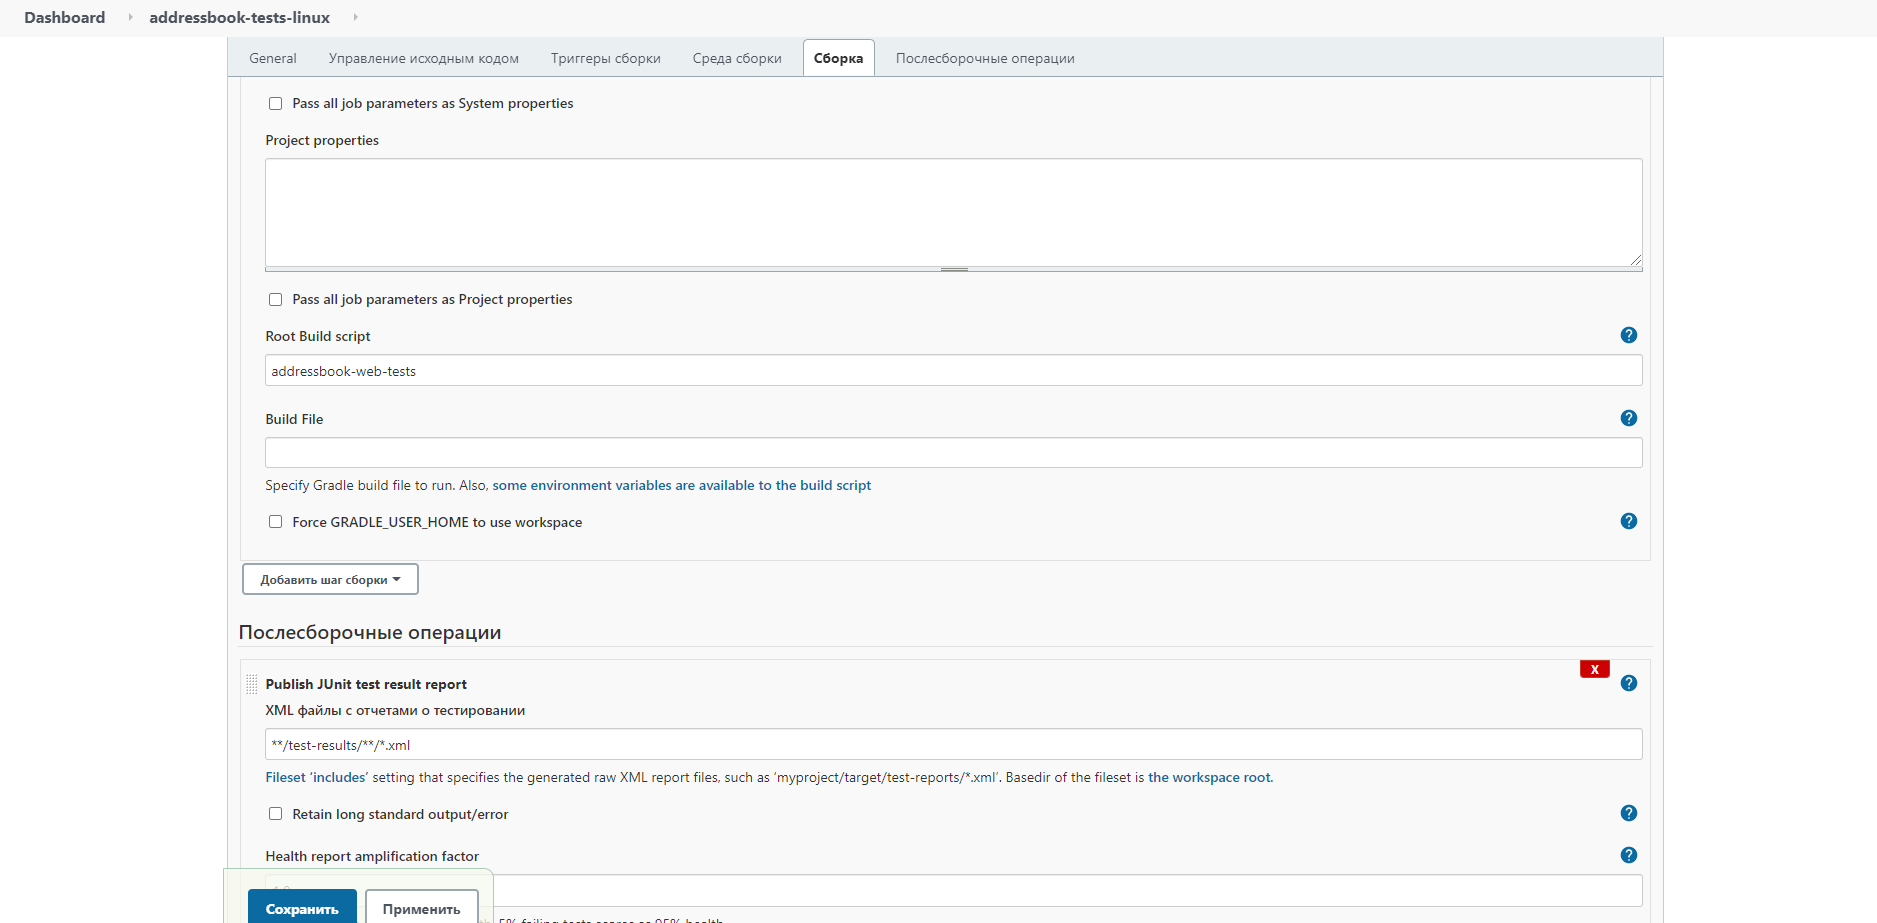 Dashboard addressbook-tests-linux
General Управление исходным кодом Триггеры сборки Среда сборки Сборка Послесборочные операции
Pass all job parameters as System properties
Project properties
Pass all job parameters as Project properties
Root Build script
addressbook-web-tests
Build File
Specify Gradle build file to run. Also, some environment variables are available to the build script
Force GRADLE_USER_HOME to use workspace
Добавить шаг сборки
Послесборочные операции
X
Publish JUnit test result report
XML файлы с отчетами о тестировании
**/test-results/**/*.xml
Fileset ‘includes’ setting that specifies the generated raw XML report files, such as ‘myproject/target/test-reports/*.xml’. Basedir of the fileset is the workspace root.
Retain long standard output/error
Health report amplification factor
Сохранить Применить
5% failing tests scores as 95% health